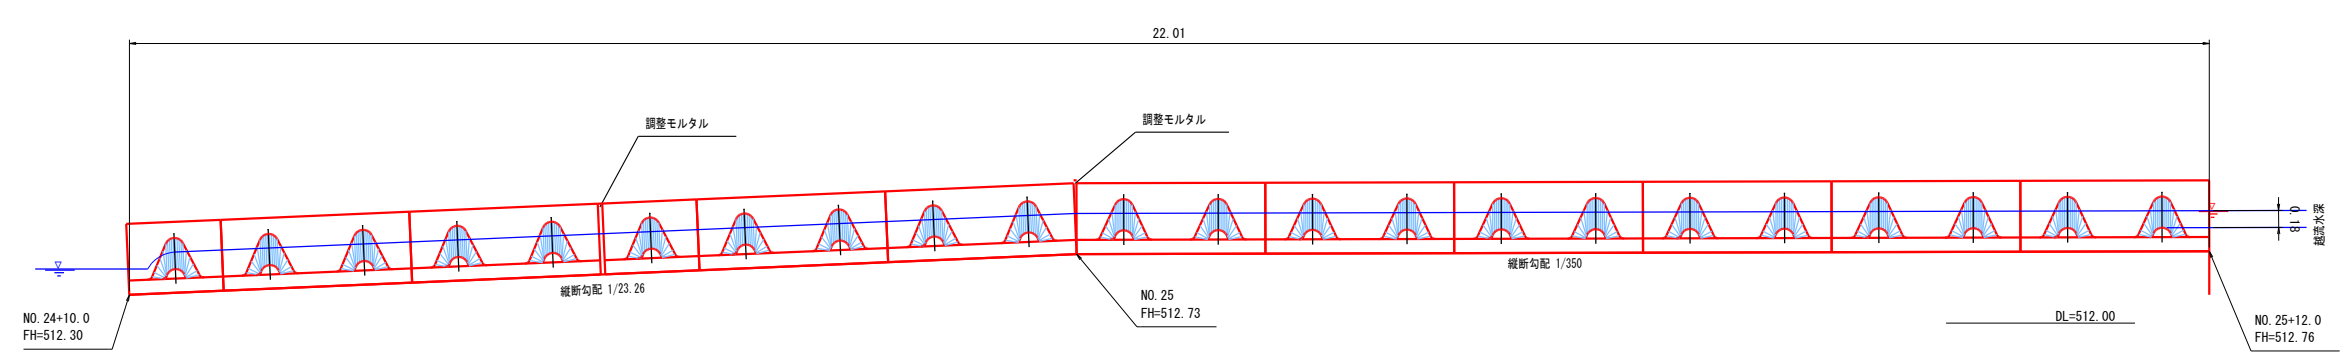 22.01
調整モルタル
調整モルタル
0.18
越流水深
縦断勾配 1/23.26
縦断勾配 1/350
NO.24+10.0
FH=512.30
NO.25
FH=512.73
DL=512.00
NO.25+12.0
FH=512.76